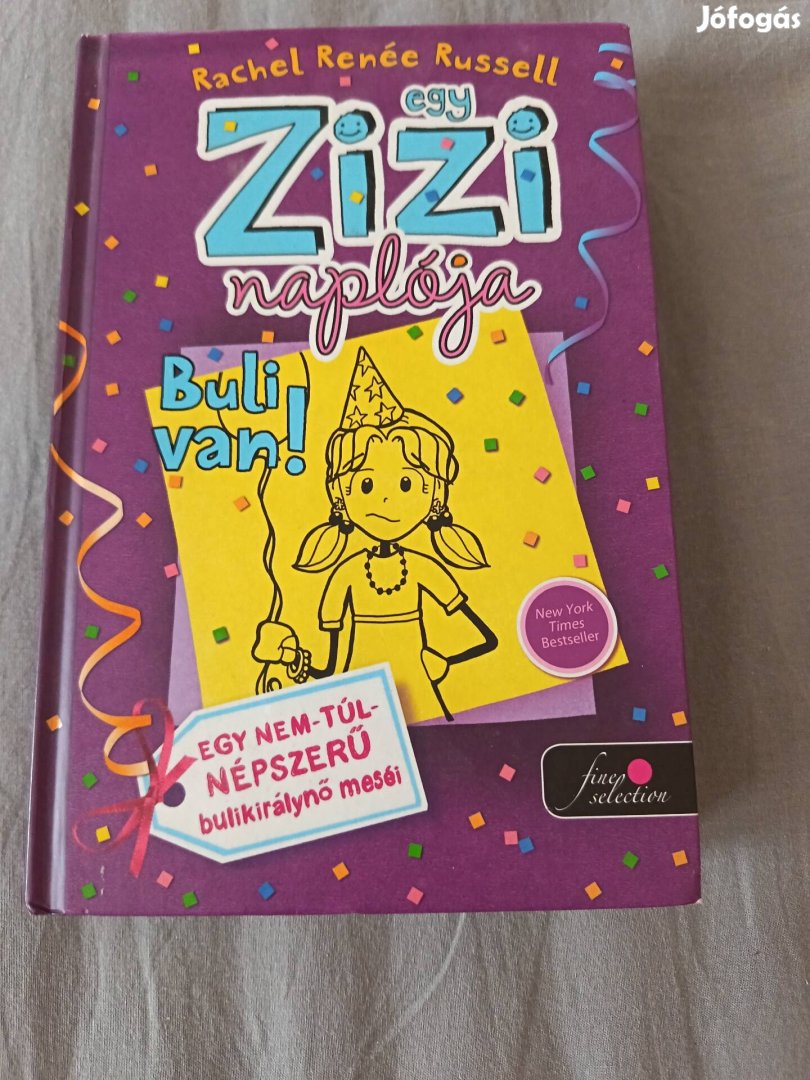 Jófogás
Rachel Renée Russell
egy
Zizi
naplója
Buli
van!
New York
Times
Bestseller
EGY NEM-TÚL-
NÉPSZERŰ
bulikirálynő meséi
fine
selection